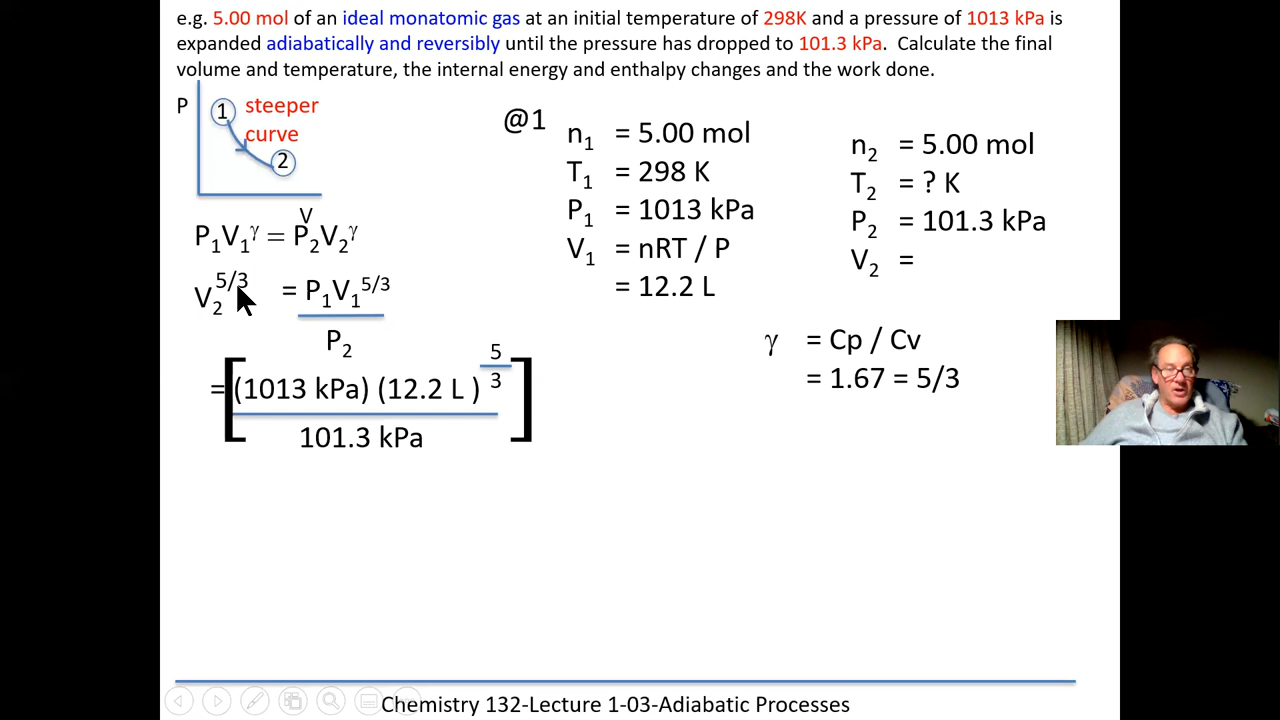 e.g. 5.00 mol of an ideal monatomic gas at an initial temperature of 298K and a pressure of 1013 kPa is
expanded adiabatically and reversibly until the pressure has dropped to 101.3 kPa. Calculate the final
volume and temperature, the internal energy and enthalpy changes and the work done.
P
1 steeper
curve
2
V
P₁V₁ᵞ = P₂V₂ᵞ
V₂^5/3 = P₁V₁^5/3
P₂
= [(1013 kPa) (12.2 L )^5/3]
101.3 kPa
@1
n₁ = 5.00 mol
T₁ = 298 K
P₁ = 1013 kPa
V₁ = nRT / P
= 12.2 L
n₂ = 5.00 mol
T₂ = ? K
P₂ = 101.3 kPa
V₂ =
γ = Cp / Cv
= 1.67 = 5/3
Chemistry 132-Lecture 1-03-Adiabatic Processes